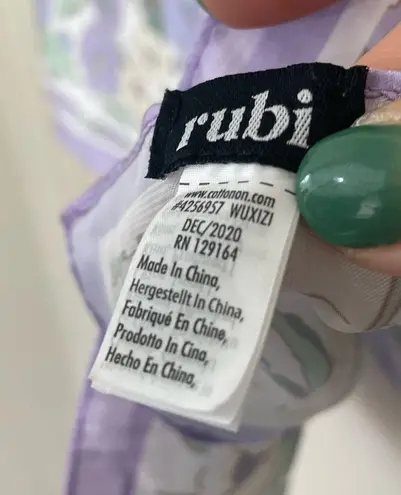 rubi
www.cottonon.com
#4256957 WUXIZI
DEC/2020
RN 129164
Made In China,
Hergestellt In China,
Fabriqué En Chine,
Prodotto In Cina,
Hecho En China,